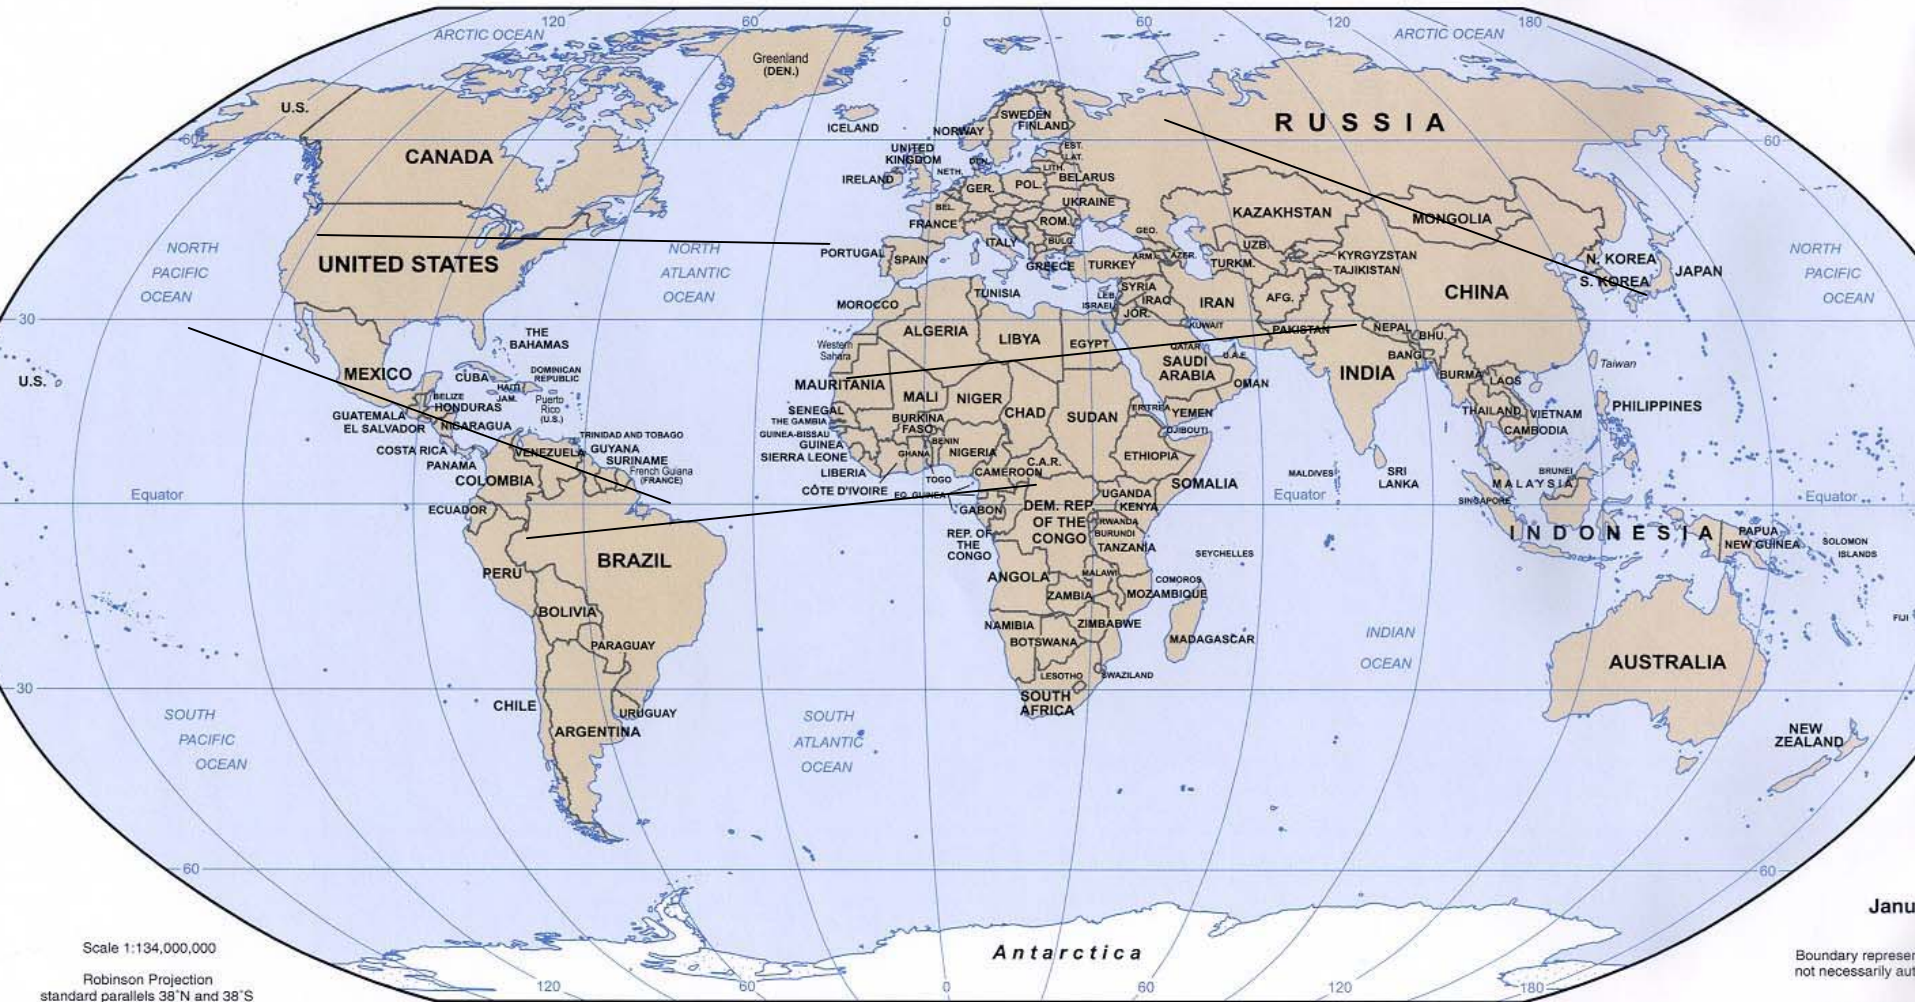 120
60
0
60
120
180
ARCTIC OCEAN
ARCTIC OCEAN
Greenland
(DEN.)
U.S.
RUSSIA
ICELAND
SWEDEN
FINLAND
NORWAY
60
60
CANADA
UNITED
KINGDOM
DEN.
EST.
LAT.
LITH.
IRELAND
NETH.
BELARUS
GER.
POL.
UKRAINE
BEL.
KAZAKHSTAN
MONGOLIA
FRANCE
ROM.
GEO.
NORTH
PACIFIC
OCEAN
NORTH
ATLANTIC
OCEAN
NORTH
PACIFIC
OCEAN
ITALY
BULG.
UZB.
PORTUGAL
SPAIN
ARM.
AZER.
KYRGYZSTAN
N. KOREA
UNITED STATES
GREECE
TURKEY
TURKM.
TAJIKISTAN
JAPAN
S. KOREA
SYRIA
LEB.
ISRAEL
IRAQ
IRAN
AFG.
CHINA
TUNISIA
MOROCCO
JOR.
30
KUWAIT
PAKISTAN
NEPAL
BHU.
THE
BAHAMAS
ALGERIA
LIBYA
EGYPT
Western
Sahara
QATAR
U.A.E.
BANG.
SAUDI
ARABIA
Taiwan
U.S.
MEXICO
CUBA
DOMINICAN
REPUBLIC
MAURITANIA
OMAN
INDIA
BURMA
LAOS
HAITI
JAM.
BELIZE
Puerto
Rico
(U.S.)
MALI
NIGER
GUATEMALA
HONDURAS
SENEGAL
THE GAMBIA
CHAD
SUDAN
ERITREA
YEMEN
THAILAND
VIETNAM
PHILIPPINES
EL SALVADOR
NICARAGUA
GUINEA-BISSAU
BURKINA
FASO
DJIBOUTI
CAMBODIA
TRINIDAD AND TOBAGO
GUINEA
BENIN
COSTA RICA
VENEZUELA
GUYANA
SIERRA LEONE
GHANA
NIGERIA
ETHIOPIA
PANAMA
SURINAME
LIBERIA
C.A.R.
CAMEROON
MALDIVES
SRI
LANKA
BRUNEI
COLOMBIA
French Guiana
(FRANCE)
TOGO
SOMALIA
MALAYSIA
Equator
CÔTE D'IVOIRE
EQ. GUINEA
UGANDA
Equator
SINGAPORE
Equator
ECUADOR
GABON
DEM. REP.
OF THE
CONGO
KENYA
RWANDA
BURUNDI
REP. OF
THE
CONGO
TANZANIA
INDONESIA
PAPUA
NEW GUINEA
SOLOMON
ISLANDS
SEYCHELLES
BRAZIL
PERU
ANGOLA
MALAWI
COMOROS
ZAMBIA
MOZAMBIQUE
BOLIVIA
NAMIBIA
ZIMBABWE
FIJI
BOTSWANA
MADAGASCAR
INDIAN
OCEAN
PARAGUAY
AUSTRALIA
LESOTHO
SWAZILAND
30
SOUTH
AFRICA
CHILE
URUGUAY
SOUTH
PACIFIC
OCEAN
SOUTH
ATLANTIC
OCEAN
ARGENTINA
NEW
ZEALAND
60
60
Janu
Antarctica
Scale 1:134,000,000
Robinson Projection
standard parallels 38°N and 38°S
Boundary represen
not necessarily aut
120
60
0
60
120
180